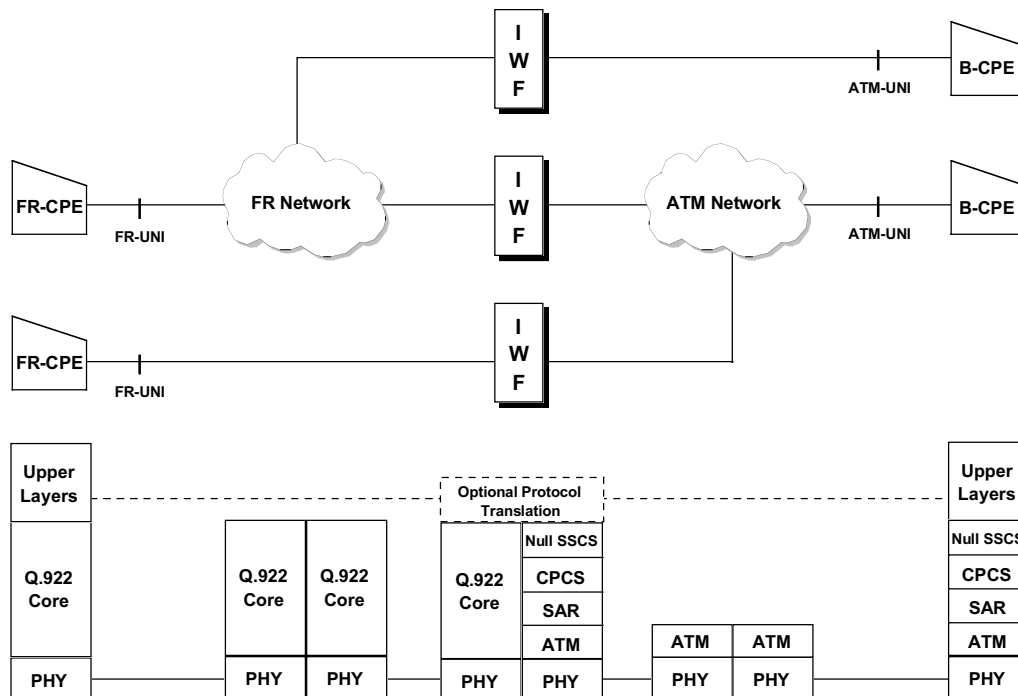 I
W
F
ATM-UNI
B-CPE
FR-CPE
FR-UNI
FR Network
I
W
F
ATM Network
ATM-UNI
B-CPE
FR-CPE
FR-UNI
I
W
F
Upper
Layers
Optional Protocol
Translation
Upper
Layers
Q.922
Core
PHY
Q.922
Core
Q.922
Core
PHY
PHY
Q.922
Core
PHY
Null SSCS
CPCS
SAR
ATM
PHY
ATM
ATM
PHY
PHY
Null SSCS
CPCS
SAR
ATM
PHY